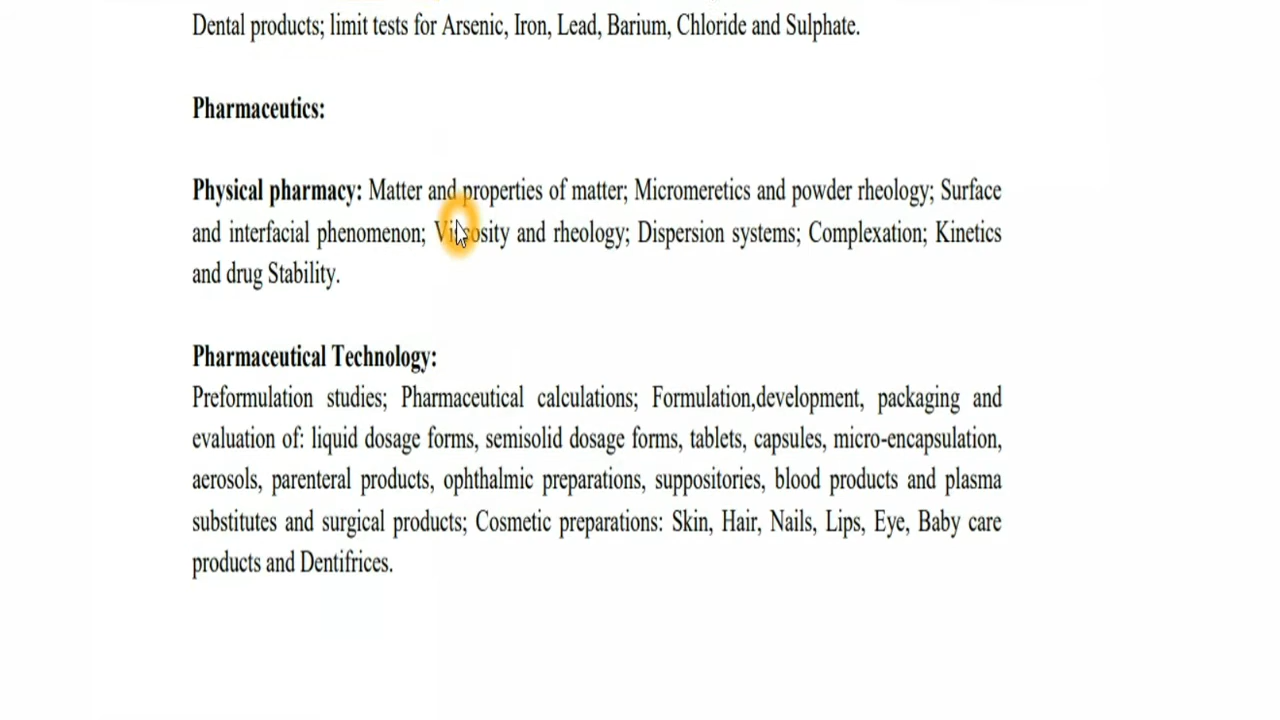 Dental products; limit tests for Arsenic, Iron, Lead, Barium, Chloride and Sulphate.
Pharmaceutics:
Physical pharmacy: Matter and properties of matter; Micromeretics and powder rheology; Surface
and interfacial phenomenon; Viscosity and rheology; Dispersion systems; Complexation; Kinetics
and drug Stability.
Pharmaceutical Technology:
Preformulation studies; Pharmaceutical calculations; Formulation,development, packaging and
evaluation of: liquid dosage forms, semisolid dosage forms, tablets, capsules, micro-encapsulation,
aerosols, parenteral products, ophthalmic preparations, suppositories, blood products and plasma
substitutes and surgical products; Cosmetic preparations: Skin, Hair, Nails, Lips, Eye, Baby care
products and Dentifrices.